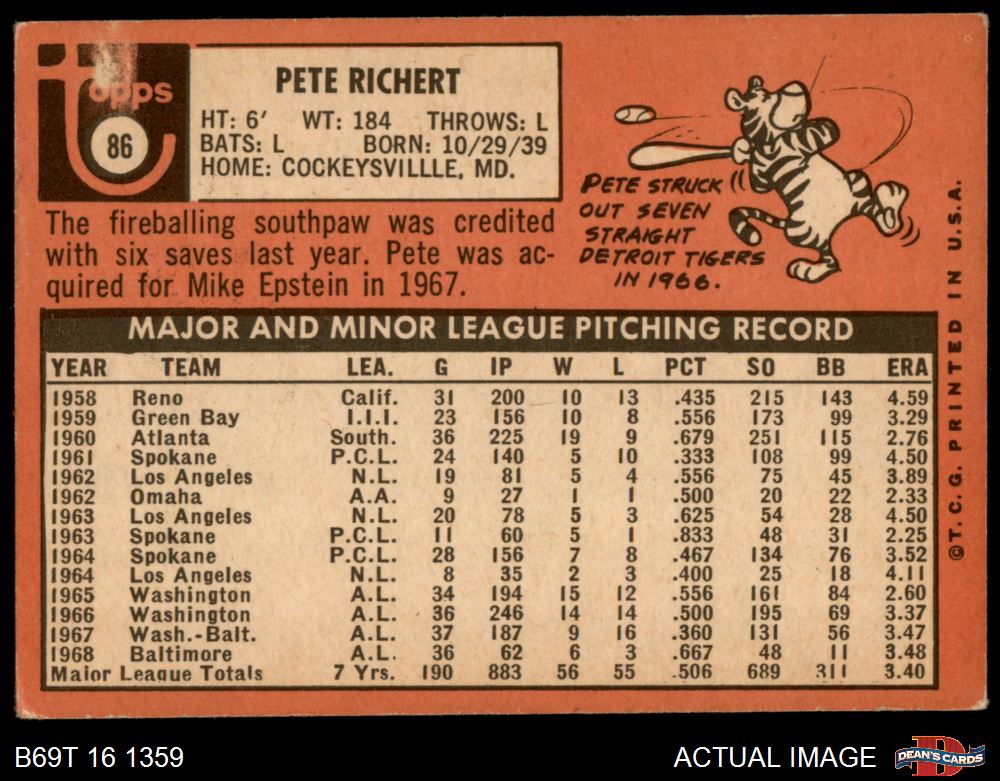 Topps
86
PETE RICHERT
HT: 6' WT: 184 THROWS: L
BATS: L BORN: 10/29/39
HOME: COCKEYSVILLLE, MD.
The fireballing southpaw was credited
with six saves last year. Pete was ac-
quired for Mike Epstein in 1967.
PETE STRUCK
OUT SEVEN
STRAIGHT
DETROIT TIGERS
IN 1966.
MAJOR AND MINOR LEAGUE PITCHING RECORD
YEAR TEAM LEA. G IP W L PCT SO BB ERA
1958 Reno Calif. 31 200 10 13 .435 215 143 4.59
1959 Green Bay I.I.I. 23 156 10 8 .556 173 99 3.29
1960 Atlanta South. 36 225 19 9 .679 251 115 2.76
1961 Spokane P.C.L. 24 140 5 10 .333 108 99 4.50
1962 Los Angeles N.L. 19 81 5 4 .556 75 45 3.89
1962 Omaha A.A. 9 27 1 1 .500 20 22 2.33
1963 Los Angeles N.L. 20 78 5 3 .625 54 28 4.50
1963 Spokane P.C.L. 11 60 5 1 .833 48 31 2.25
1964 Spokane P.C.L. 28 156 7 8 .467 134 76 3.52
1964 Los Angeles N.L. 8 35 2 3 .400 25 18 4.11
1965 Washington A.L. 34 194 15 12 .556 161 84 2.60
1966 Washington A.L. 36 246 14 14 .500 195 69 3.37
1967 Wash.-Balt. A.L. 37 187 9 16 .360 131 56 3.47
1968 Baltimore A.L. 36 62 6 3 .667 48 11 3.48
Major League Totals 7 Yrs. 190 883 56 55 .506 689 311 3.40
©T. C. G. PRINTED IN U.S.A.
B69T 16 1359
ACTUAL IMAGE
DEAN'S CARDS